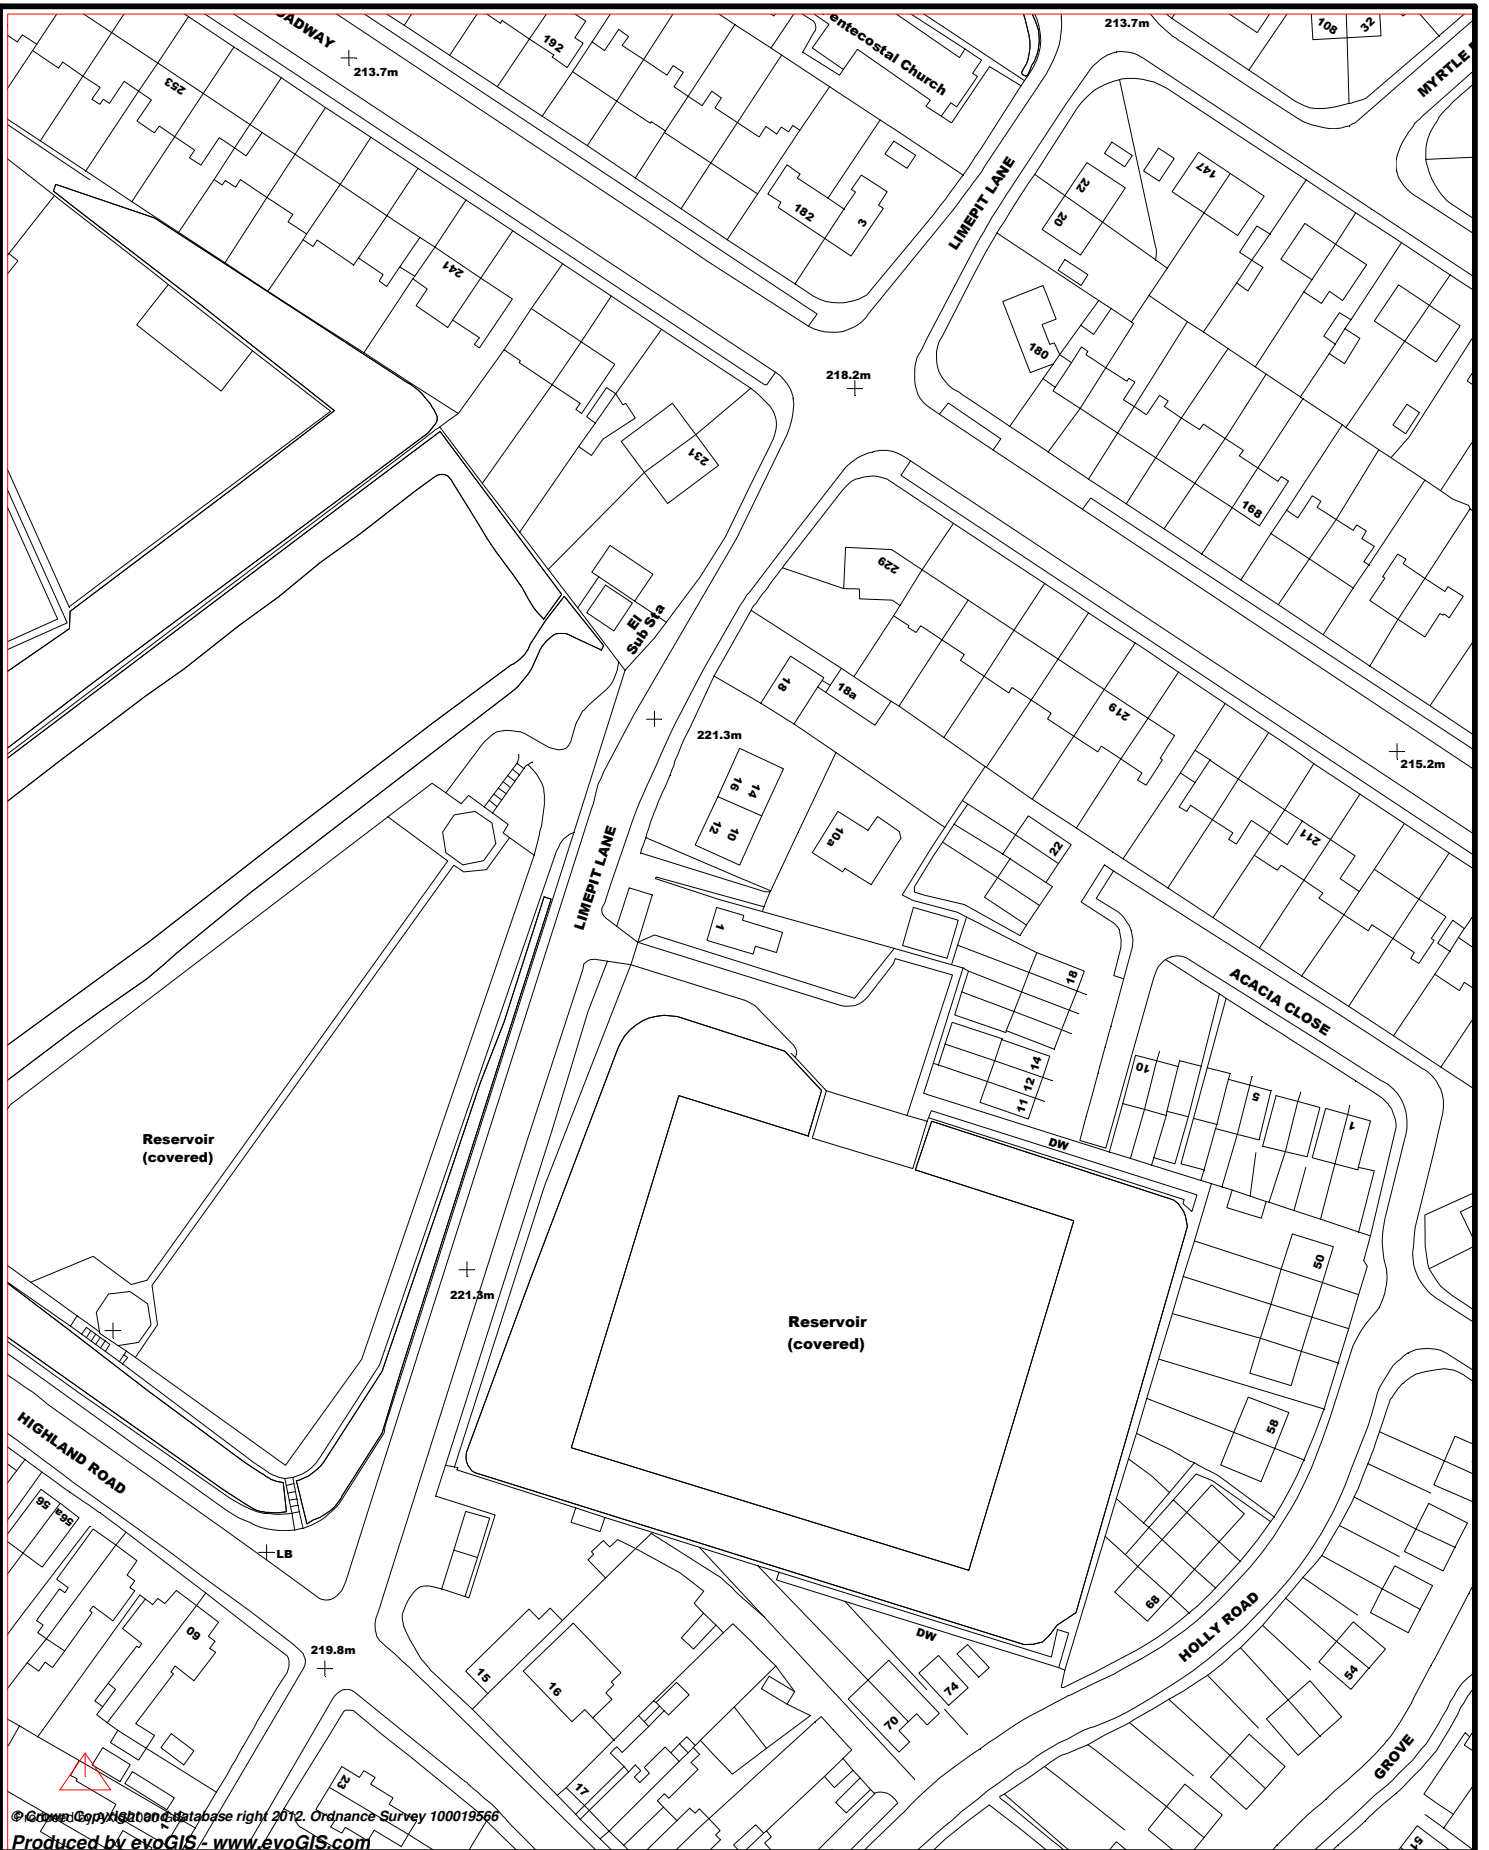 213.7m
192
entecostal Church
213.7m
108
32
253
147
LIMEPIT LANE
22
20
182
3
241
180
218.2m
231
168
229
El
Sub Sta
18
18a
219
221.3m
215.2m
16
14
12
10
10a
211
22
LIMEPIT LANE
1
18
ACACIA CLOSE
14
12
11
10
5
1
DW
Reservoir
(covered)
50
221.3m
Reservoir
(covered)
58
HIGHLAND ROAD
56
56a
LB
68
HOLLY ROAD
60
219.8m
DW
15
16
74
70
54
GROVE
23
17
51
© Crown Copyright and database right 2012. Ordnance Survey 100019566
Produced by evoGIS - www.evoGIS.com